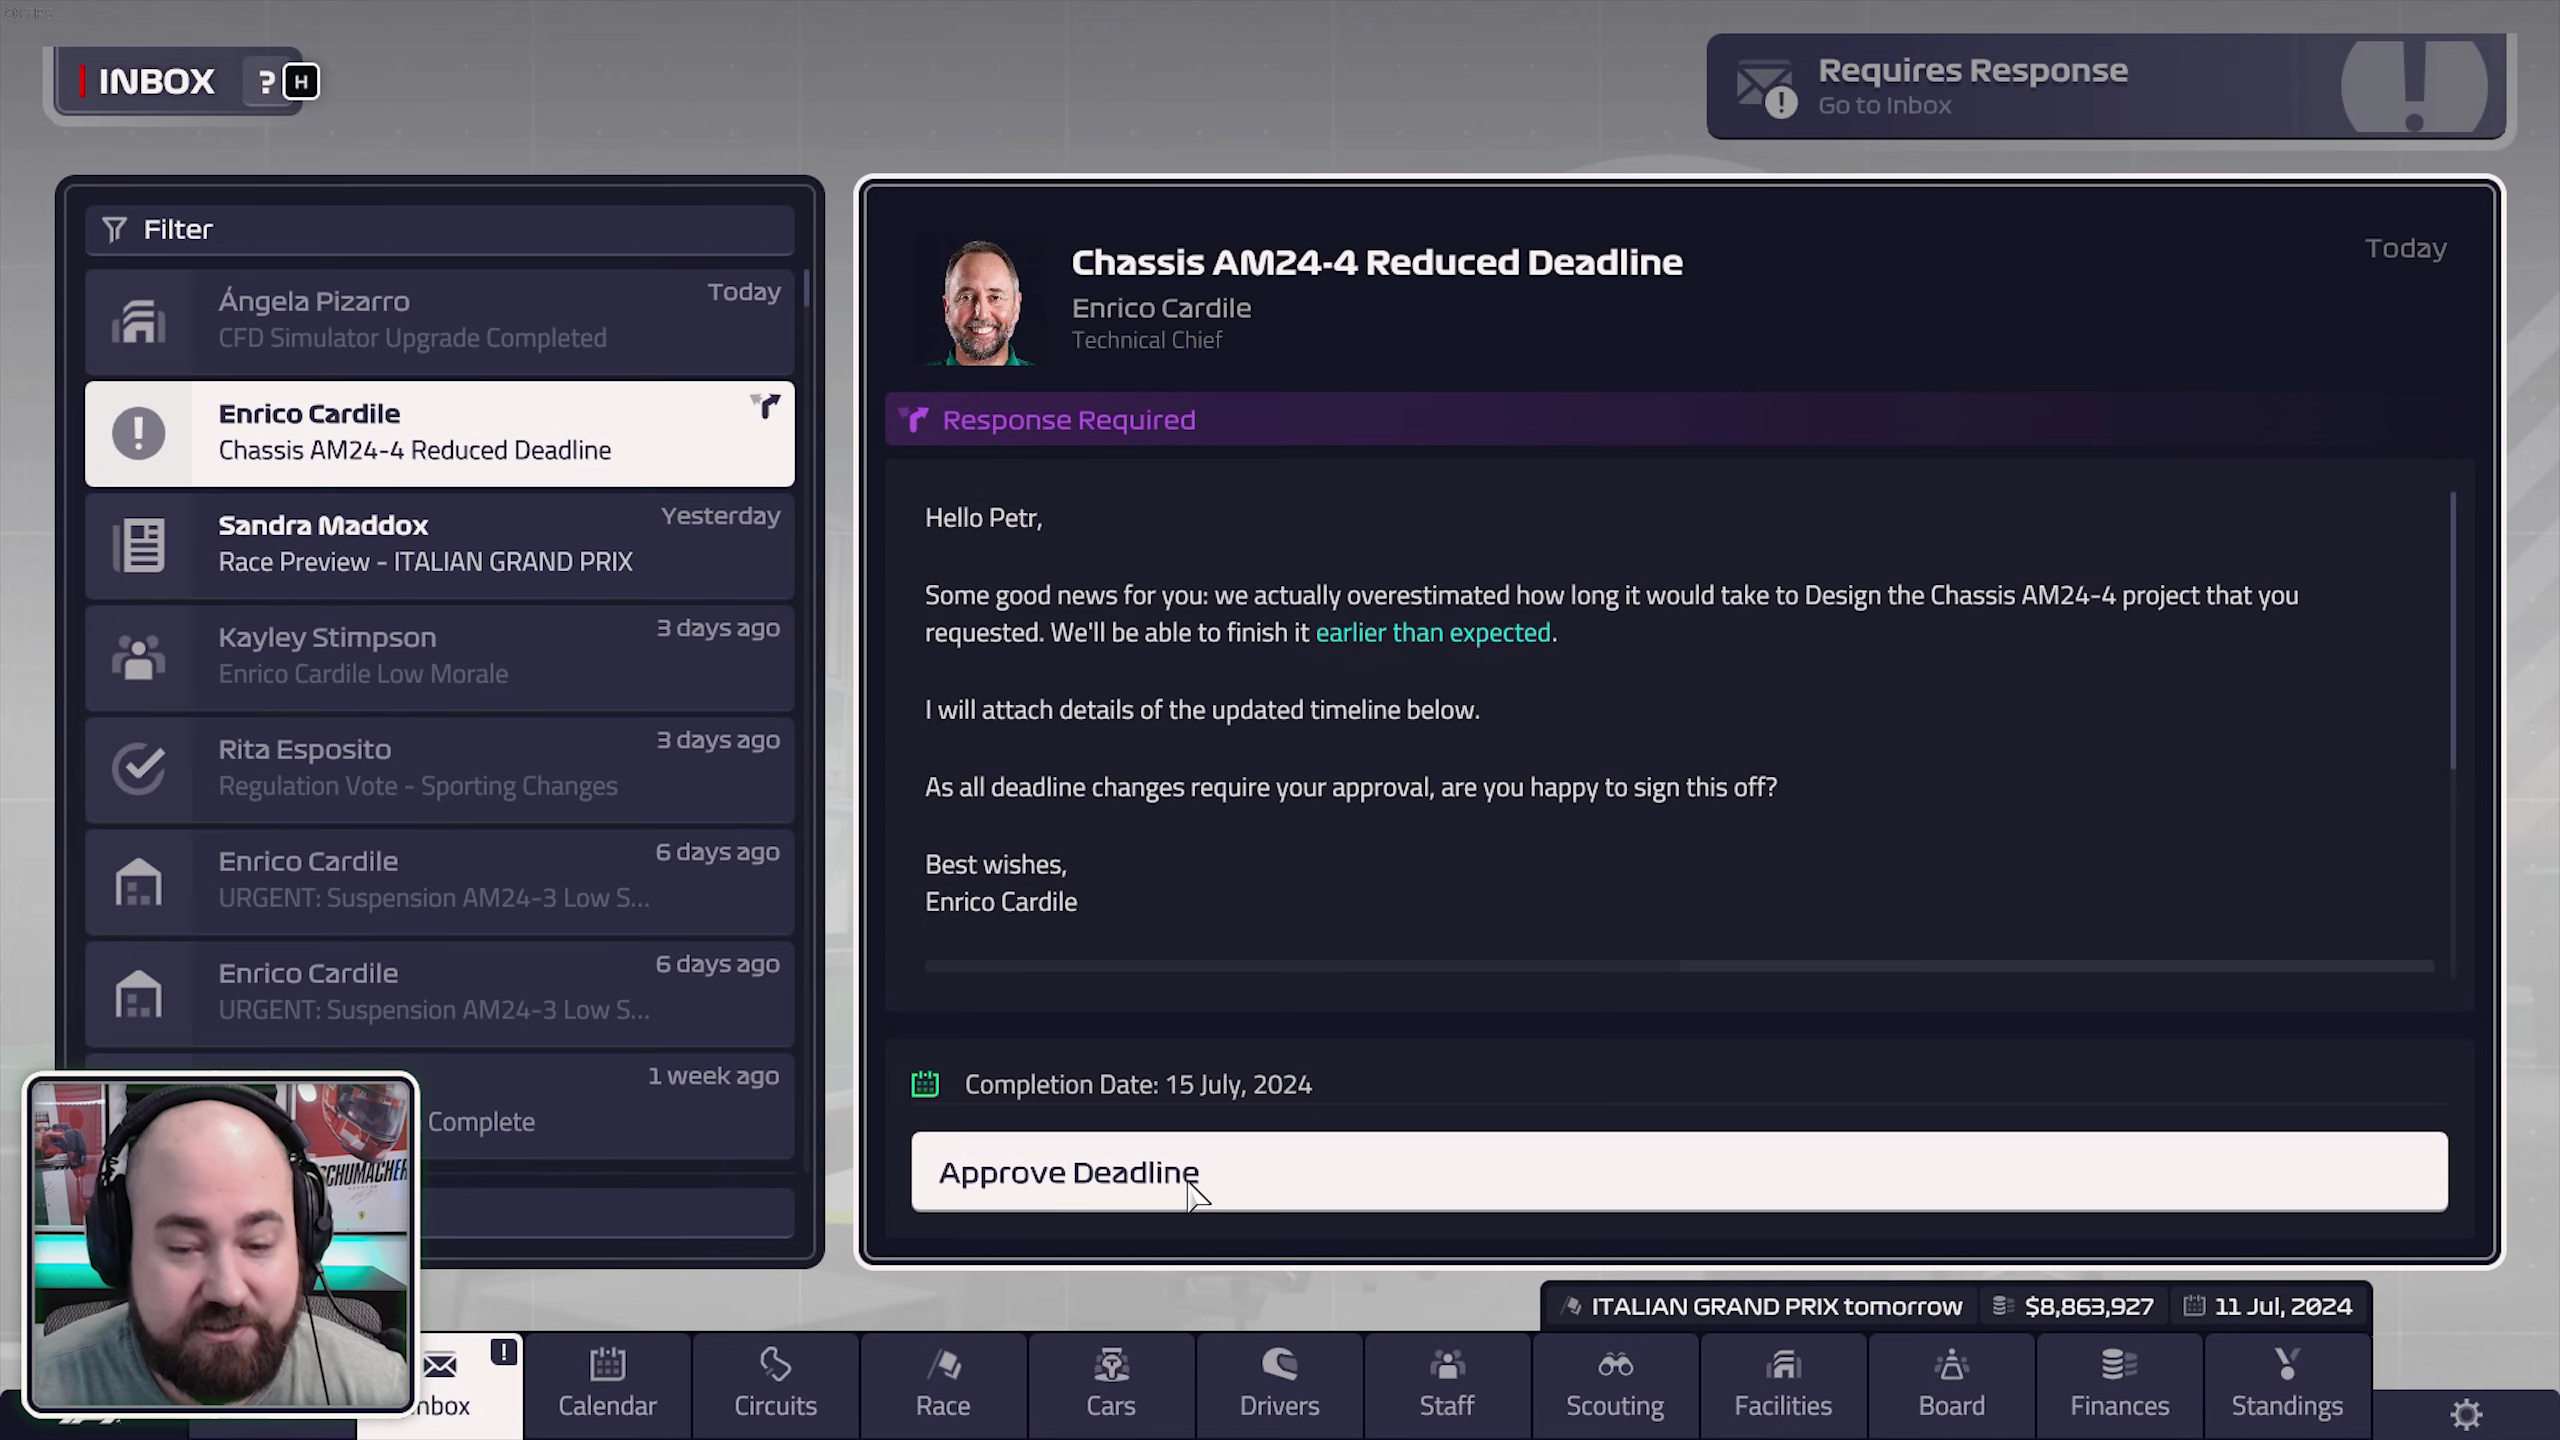 INBOX ? H
Requires Response
Go to Inbox
Filter
Ángela Pizarro
Today
CFD Simulator Upgrade Completed
Enrico Cardile
Chassis AM24-4 Reduced Deadline
Sandra Maddox
Yesterday
Race Preview - ITALIAN GRAND PRIX
Kayley Stimpson
3 days ago
Enrico Cardile Low Morale
Rita Esposito
3 days ago
Regulation Vote - Sporting Changes
Enrico Cardile
6 days ago
URGENT: Suspension AM24-3 Low S...
Enrico Cardile
6 days ago
URGENT: Suspension AM24-3 Low S...
1 week ago
Complete
Chassis AM24-4 Reduced Deadline
Today
Enrico Cardile
Technical Chief
Response Required
Hello Petr,
Some good news for you: we actually overestimated how long it would take to Design the Chassis AM24-4 project that you
requested. We'll be able to finish it earlier than expected.
I will attach details of the updated timeline below.
As all deadline changes require your approval, are you happy to sign this off?
Best wishes,
Enrico Cardile
Completion Date: 15 July, 2024
Approve Deadline
SCHUMACHER
ITALIAN GRAND PRIX tomorrow
$8,863,927
11 Jul, 2024
nbox
Calendar
Circuits
Race
Cars
Drivers
Staff
Scouting
Facilities
Board
Finances
Standings